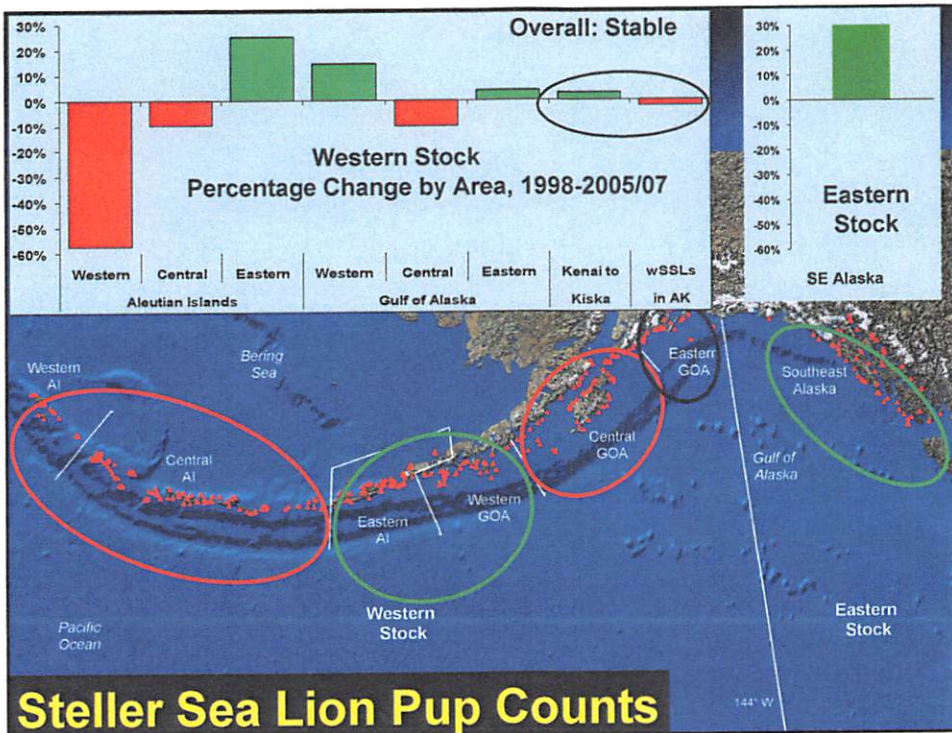 30%
20%
10%
0%
-10%
-20%
-30%
-40%
-50%
-60%
Overall: Stable
Western Stock
Percentage Change by Area, 1998-2005/07
Western
Central
Eastern
Western
Central
Eastern
Kenai to
wSSLs
Aleutian Islands
Gulf of Alaska
Kiska
in AK
30%
20%
10%
0%
-10%
-20%
-30%
-40%
-50%
-60%
Eastern
Stock
SE Alaska
Bering
Sea
Western
AI
Central
AI
Eastern
AI
Western
GOA
Central
GOA
Eastern
GOA
Southeast
Alaska
Gulf of
Alaska
Western
Stock
Eastern
Stock
Pacific
Ocean
144° W
Steller Sea Lion Pup Counts